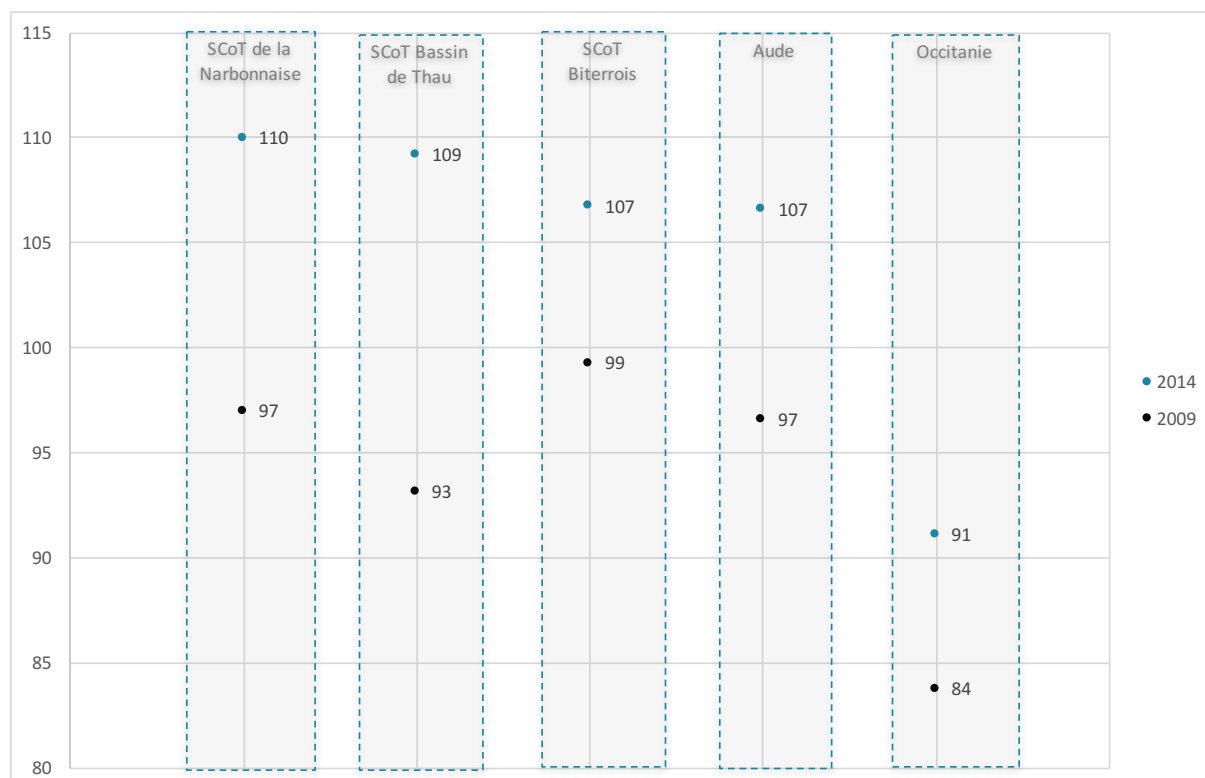 115
110
105
100
95
90
85
80
SCoT de la
Narbonnaise
SCoT Bassin
de Thau
SCoT
Biterrois
Aude
Occitanie
110
109
107
107
91
97
93
99
97
84
2014
2009